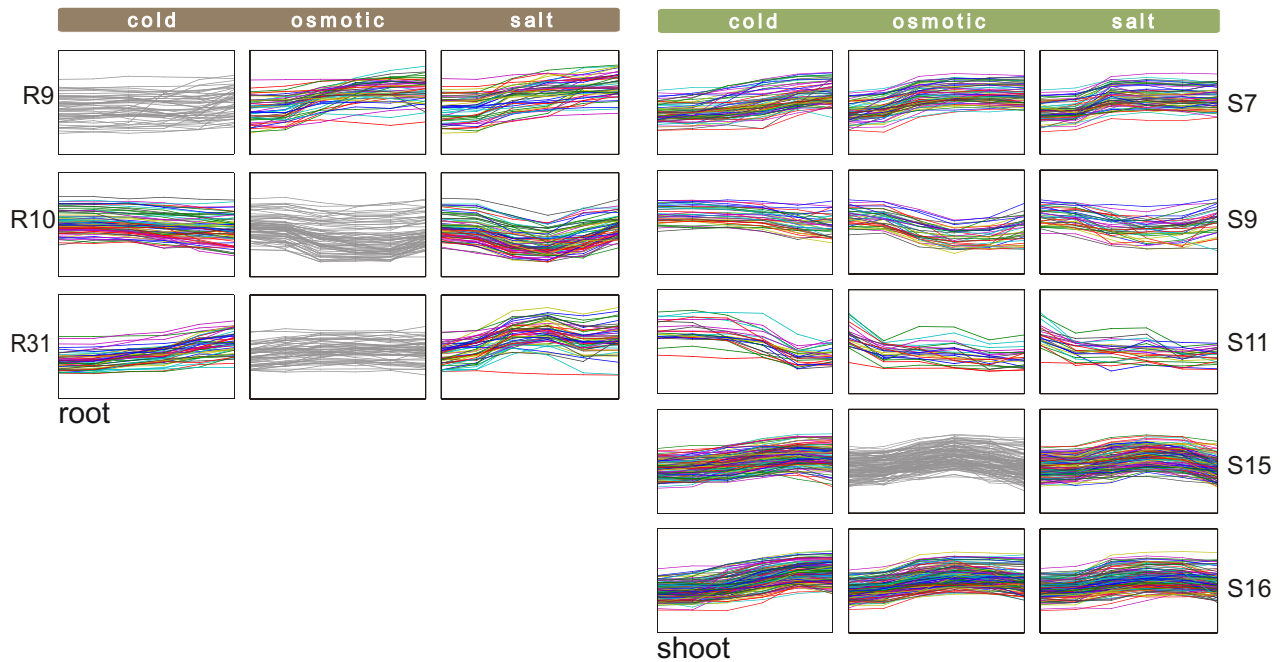 cold osmotic salt
cold osmotic salt
R9
R10
R31
root
S7
S9
S11
S15
S16
shoot